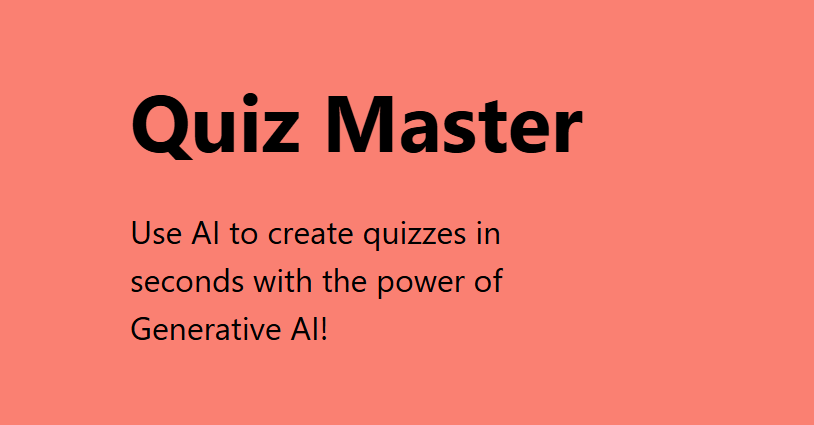 Quiz Master
Use AI to create quizzes in
seconds with the power of
Generative AI!